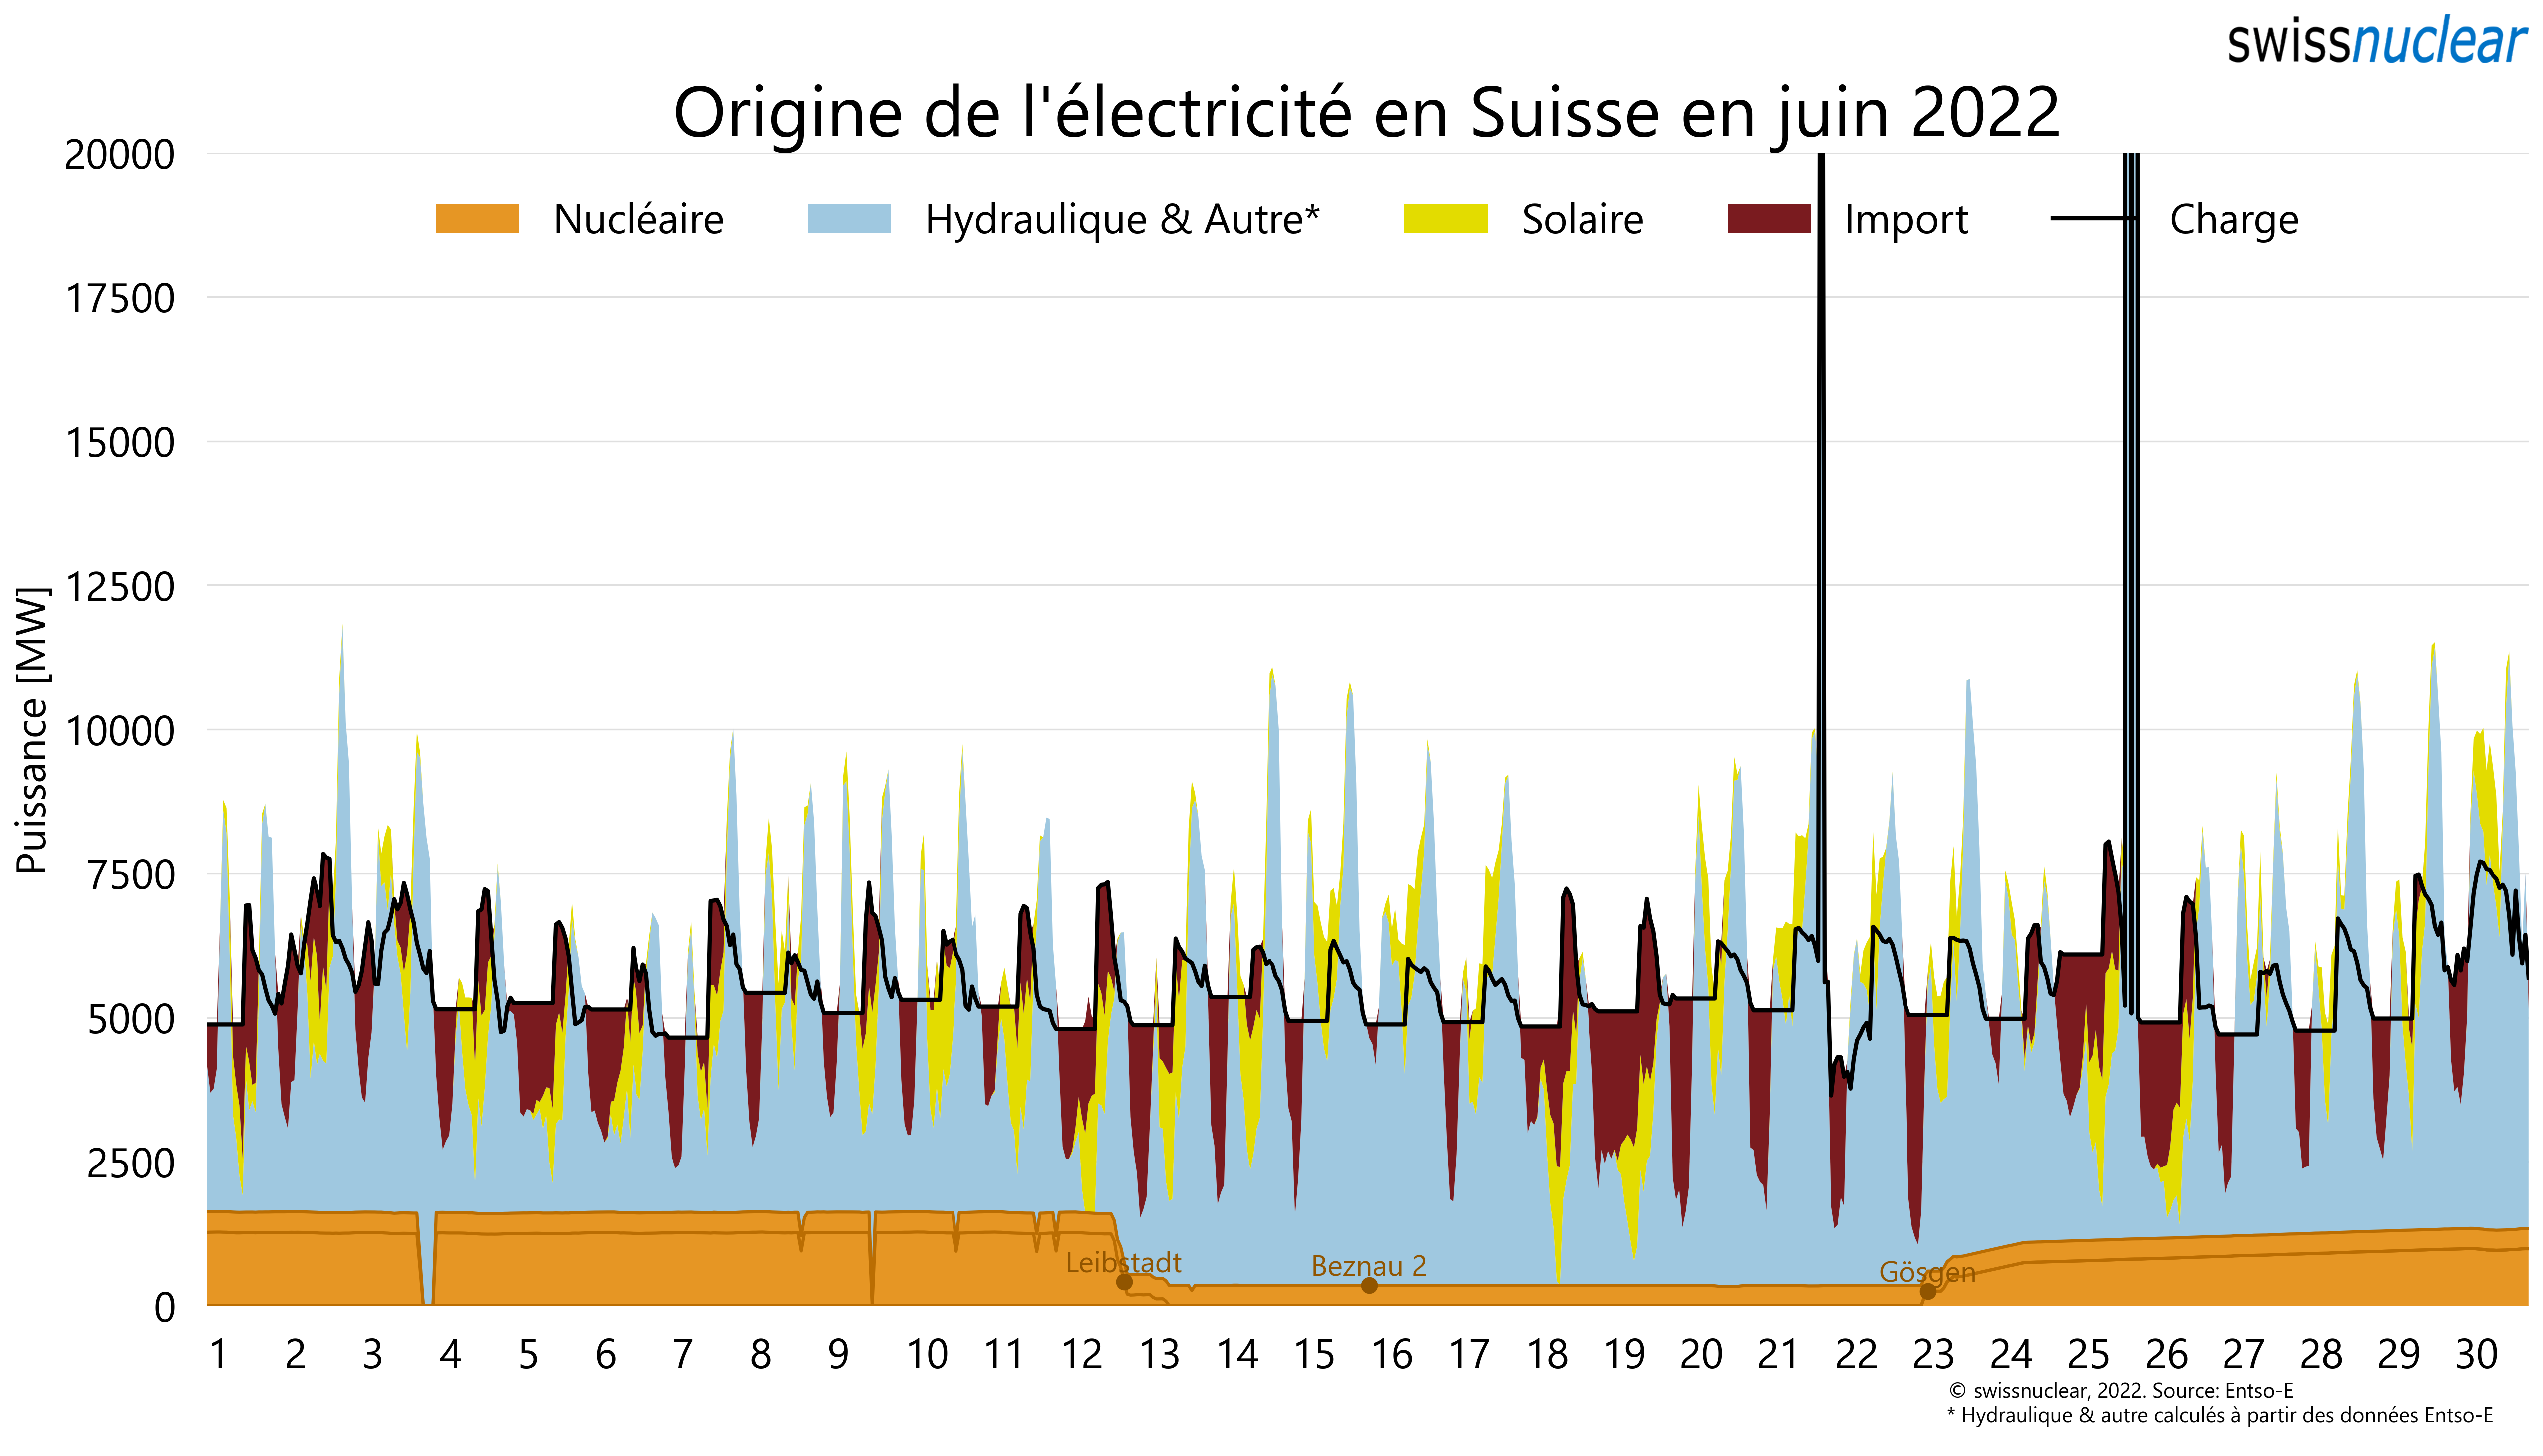 swissnuclear
Origine de l'électricité en Suisse en juin 2022
Nucléaire Hydraulique & Autre* Solaire Import Charge
Puissance [MW]
20000
17500
15000
12500
10000
7500
5000
2500
0
Leibstadt Beznau 2 Gösgen
1 2 3 4 5 6 7 8 9 10 11 12 13 14 15 16 17 18 19 20 21 22 23 24 25 26 27 28 29 30
© swissnuclear, 2022. Source: Entso-E
* Hydraulique & autre calculés à partir des données Entso-E